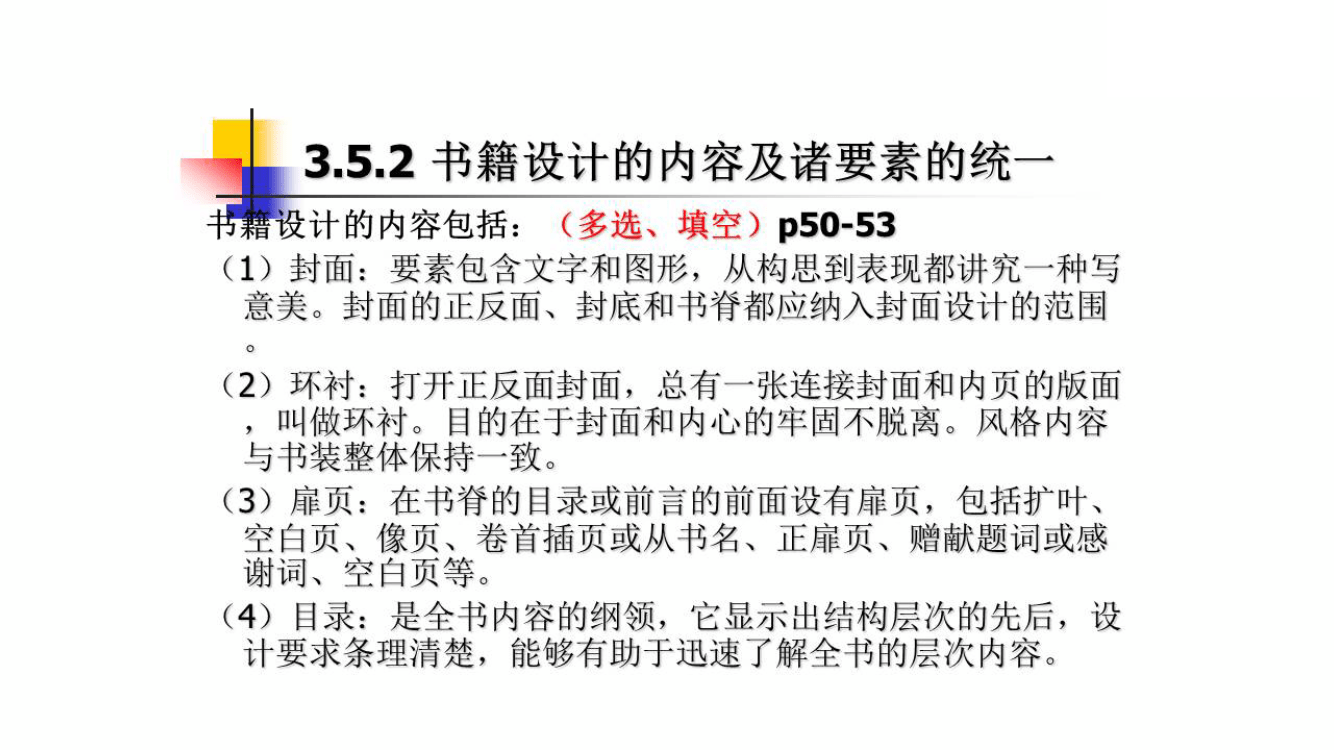 3.5.2 书籍设计的内容及诸要素的统一
书籍设计的内容包括：（多选、填空）p50-53
（1）封面：要素包含文字和图形，从构思到表现都讲究一种写
意美。封面的正反面、封底和书脊都应纳入封面设计的范围
。
（2）环衬：打开正反面封面，总有一张连接封面和内页的版面
，叫做环衬。目的在于封面和内心的牢固不脱离。风格内容
与书装整体保持一致。
（3）扉页：在书脊的目录或前言的前面设有扉页，包括扩叶、
空白页、像页、卷首插页或从书名、正扉页、赠献题词或感
谢词、空白页等。
（4）目录：是全书内容的纲领，它显示出结构层次的先后，设
计要求条理清楚，能够有助于迅速了解全书的层次内容。